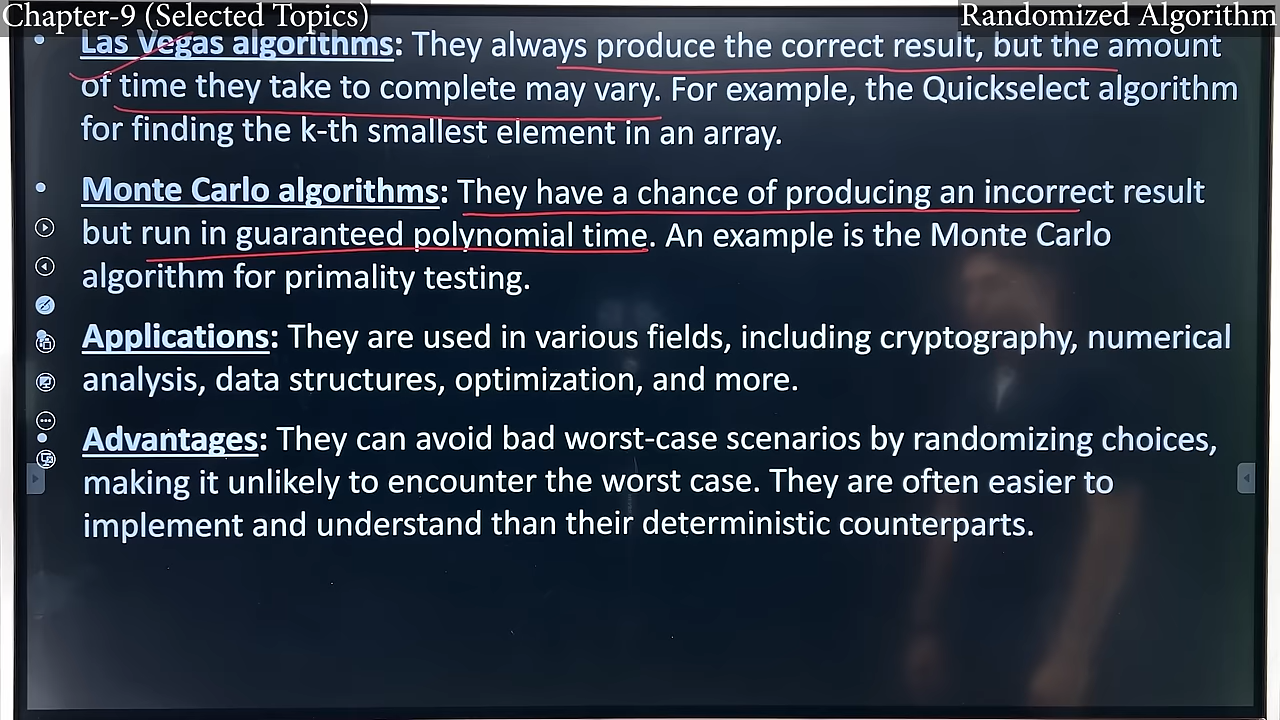 Chapter-9 (Selected Topics)
Randomized Algorithm
• Las Vegas algorithms: They always produce the correct result, but the amount
of time they take to complete may vary. For example, the Quickselect algorithm
for finding the k-th smallest element in an array.
• Monte Carlo algorithms: They have a chance of producing an incorrect result
but run in guaranteed polynomial time. An example is the Monte Carlo
algorithm for primality testing.
• Applications: They are used in various fields, including cryptography, numerical
analysis, data structures, optimization, and more.
• Advantages: They can avoid bad worst-case scenarios by randomizing choices,
making it unlikely to encounter the worst case. They are often easier to
implement and understand than their deterministic counterparts.